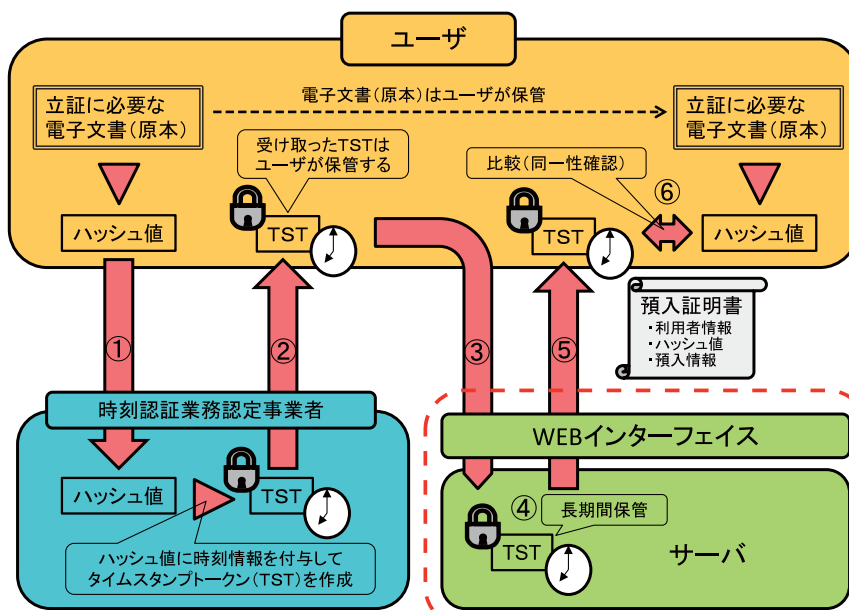 ユーザ
立証に必要な
電子文書(原本)
電子文書(原本)はユーザが保管
立証に必要な
電子文書(原本)
受け取ったTSTは
ユーザが保管する
比較(同一性確認)
⑥
ハッシュ値
TST
TST
ハッシュ値
①
②
③
⑤
預入証明書
・利用者情報
・ハッシュ値
・預入情報
時刻認証業務認定事業者
WEBインターフェイス
ハッシュ値
TST
ハッシュ値に時刻情報を付与して
タイムスタンプトークン(TST)を作成
④
長期間保管
TST
サーバ